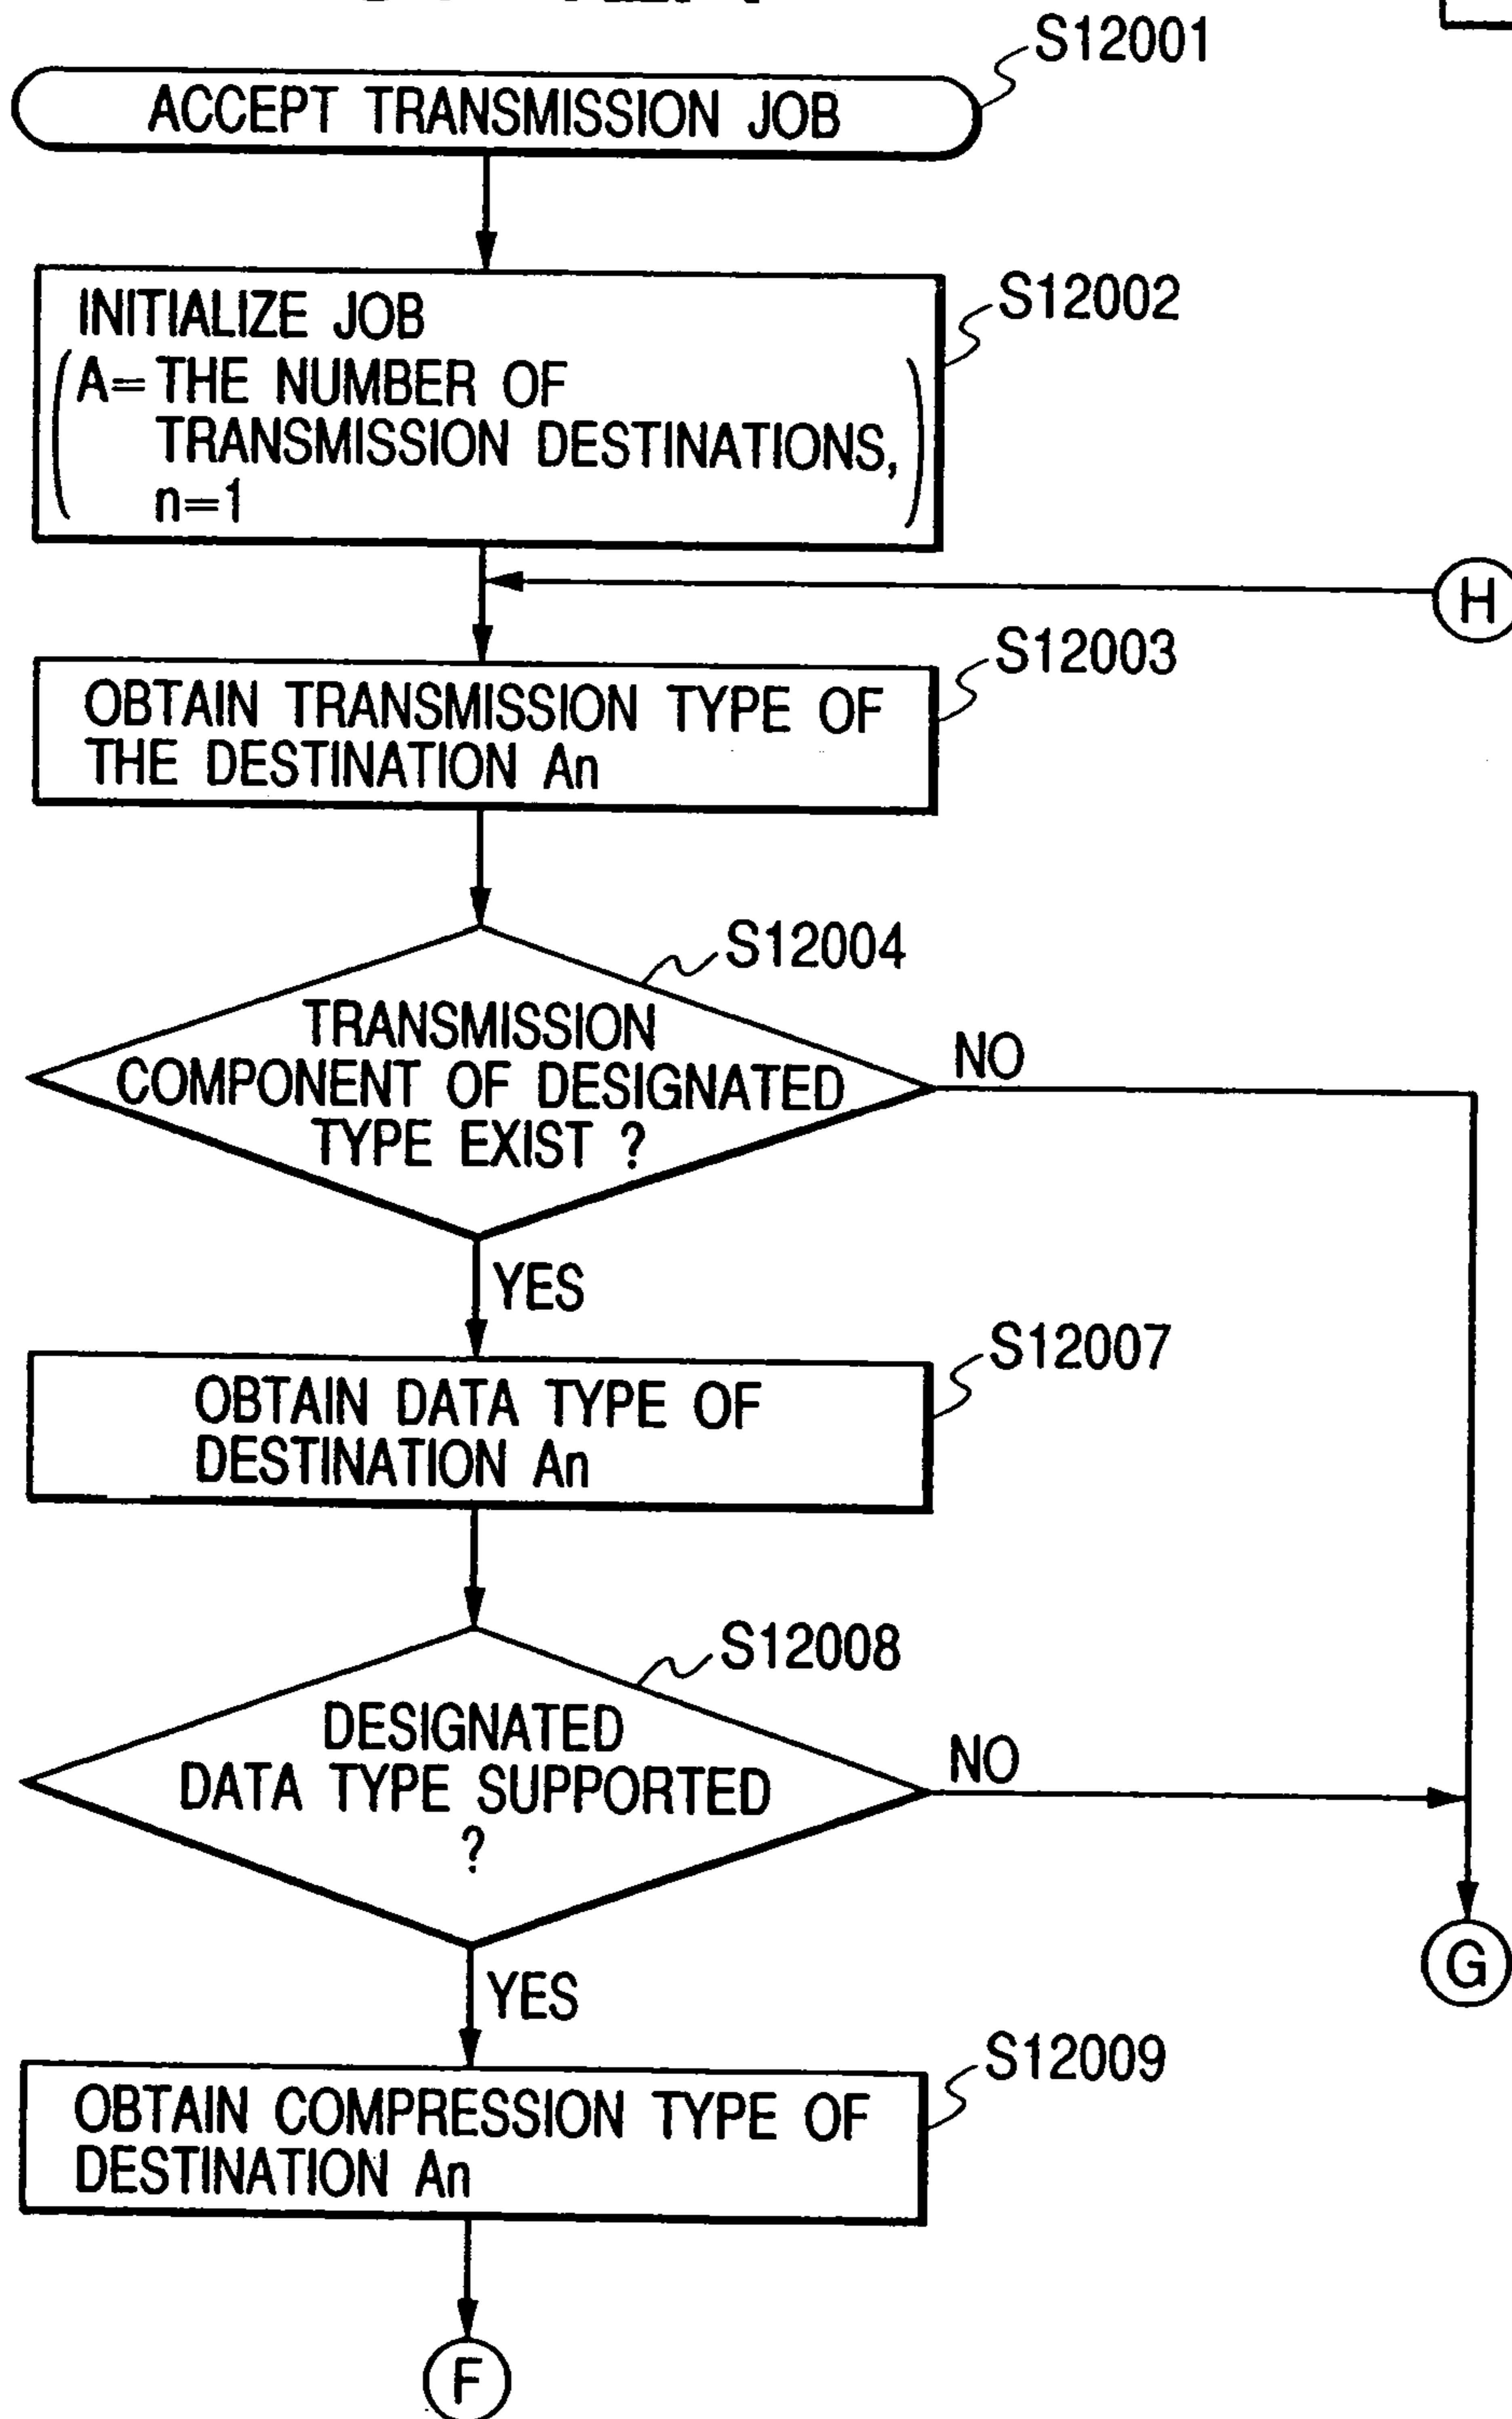 S12001
ACCEPT TRANSMISSION JOB
S12002
INITIALIZE JOB
A= THE NUMBER OF
TRANSMISSION DESTINATIONS,
n=1
H
S12003
OBTAIN TRANSMISSION TYPE OF
THE DESTINATION An
S12004
TRANSMISSION
COMPONENT OF DESIGNATED
TYPE EXIST ?
NO
YES
S12007
OBTAIN DATA TYPE OF
DESTINATION An
S12008
DESIGNATED
DATA TYPE SUPPORTED
?
NO
G
YES
S12009
OBTAIN COMPRESSION TYPE OF
DESTINATION An
F